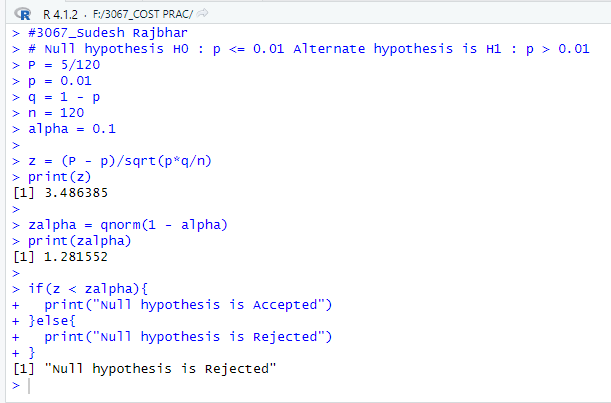 R 4.1.2 · F:/3067_COST PRAC/
> #3067_Sudesh Rajbhar
> # Null hypothesis H0 : p <= 0.01 Alternate hypothesis is H1 : p > 0.01
> P = 5/120
> p = 0.01
> q = 1 - p
> n = 120
> alpha = 0.1
>
> z = (P - p)/sqrt(p*q/n)
> print(z)
[1] 3.486385
>
> zalpha = qnorm(1 - alpha)
> print(zalpha)
[1] 1.281552
>
> if(z < zalpha){
+   print("Null hypothesis is Accepted")
+ }else{
+   print("Null hypothesis is Rejected")
+ }
[1] "Null hypothesis is Rejected"
>